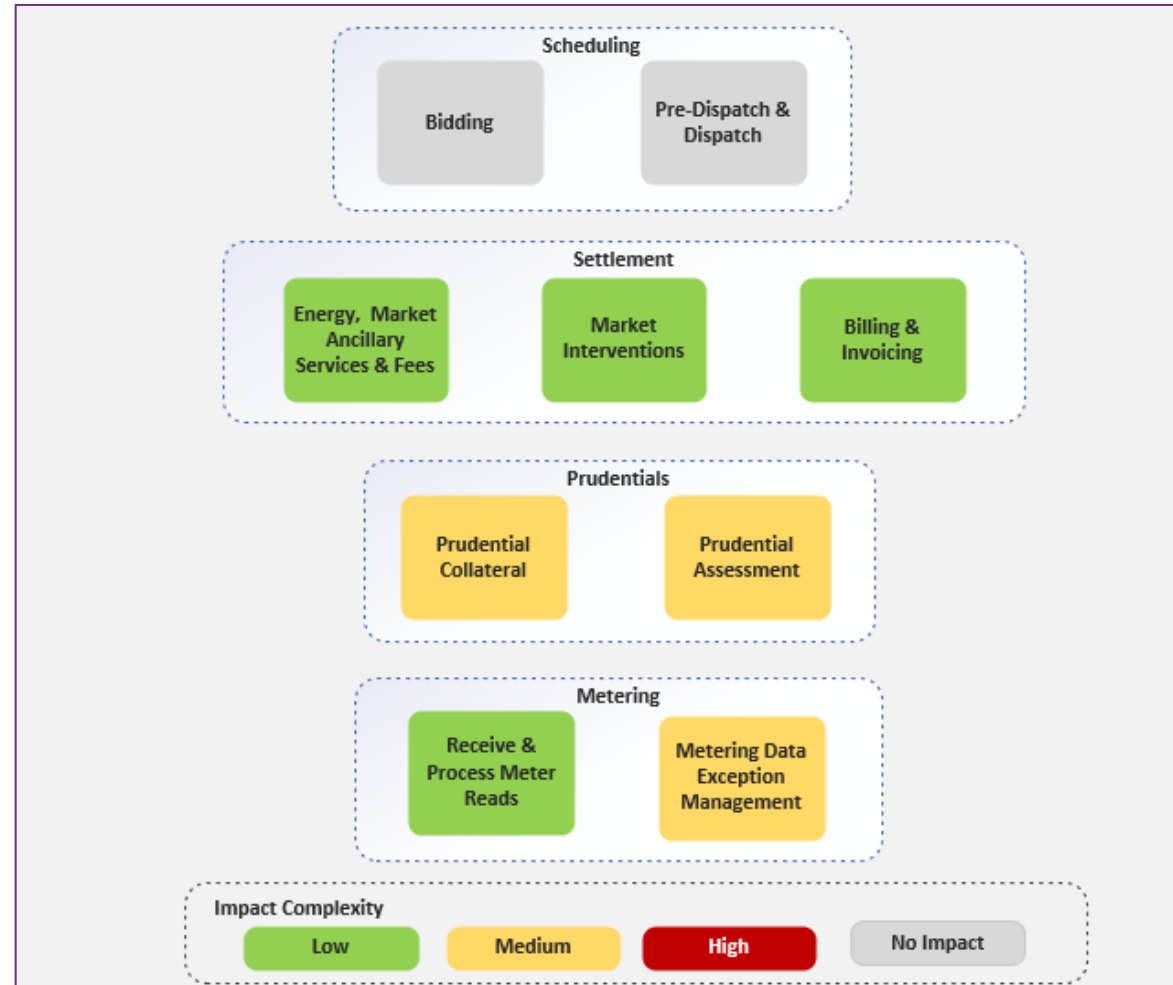 Scheduling
Bidding
Pre-Dispatch &
Dispatch
Settlement
Energy, Market
Ancillary
Services & Fees
Market
Interventions
Billing &
Invoicing
Prudentials
Prudential
Collateral
Prudential
Assessment
Metering
Receive &
Process Meter
Reads
Metering Data
Exception
Management
Impact Complexity
Low
Medium
High
No Impact